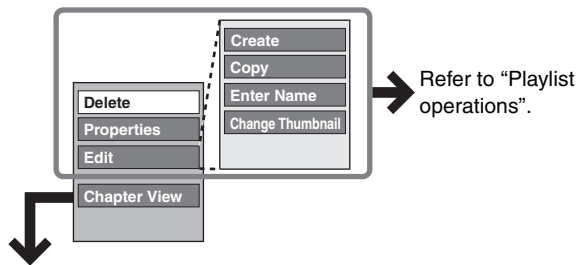 Delete
Properties
Edit
Chapter View
Create
Copy
Enter Name
Change Thumbnail
Refer to “Playlist
operations”.